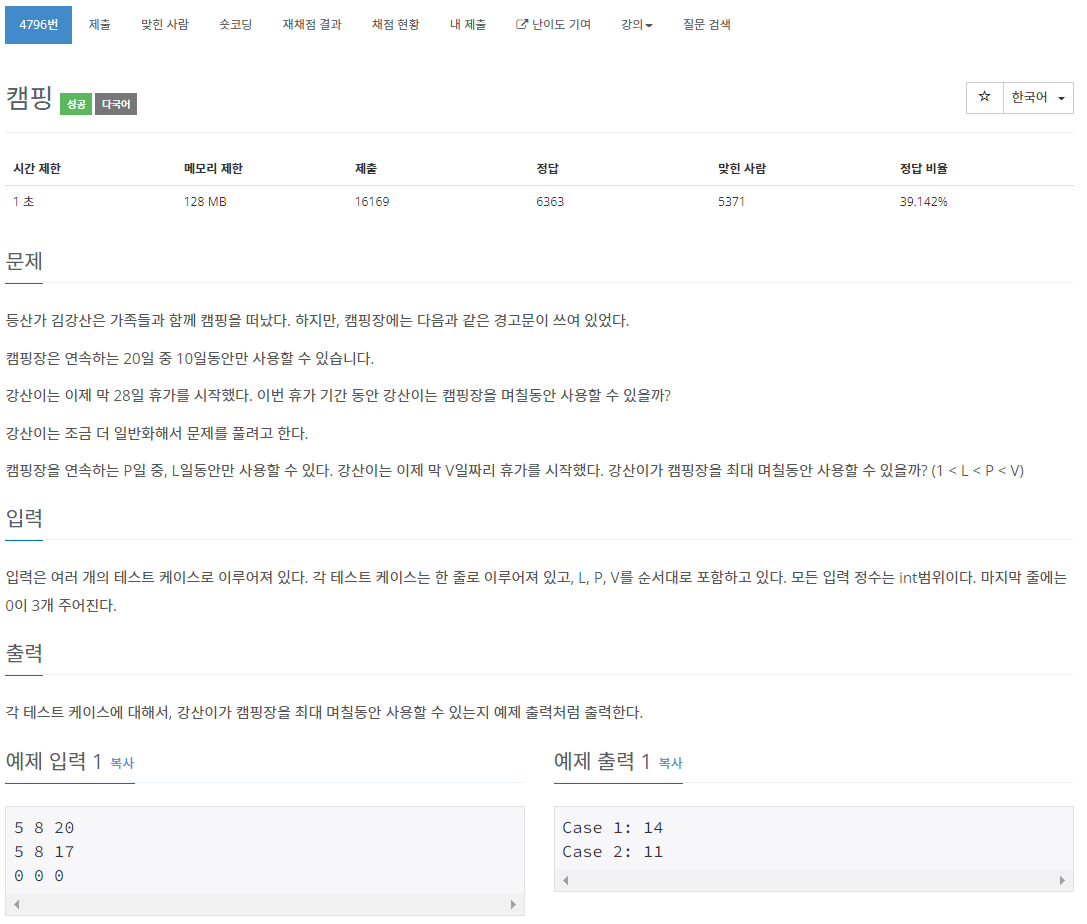 4796번 제출 맞힌 사람 숏코딩 재채점 결과 채점 현황 내 제출 난이도 기여 강의 질문 검색
캠핑 성공 다국어
한국어
시간 제한 메모리 제한 제출 정답 맞힌 사람 정답 비율
1 초 128 MB 16169 6363 5371 39.142%
문제
등산가 김강산은 가족들과 함께 캠핑을 떠났다. 하지만, 캠핑장에는 다음과 같은 경고문이 쓰여 있었다.
캠핑장은 연속하는 20일 중 10일동안만 사용할 수 있습니다.
강산이는 이제 막 28일 휴가를 시작했다. 이번 휴가 기간 동안 강산이는 캠핑장을 며칠동안 사용할 수 있을까?
강산이는 조금 더 일반화해서 문제를 풀려고 한다.
캠핑장을 연속하는 P일 중, L일동안만 사용할 수 있다. 강산이는 이제 막 V일짜리 휴가를 시작했다. 강산이가 캠핑장을 최대 며칠동안 사용할 수 있을까? (1 < L < P < V)
입력
입력은 여러 개의 테스트 케이스로 이루어져 있다. 각 테스트 케이스는 한 줄로 이루어져 있고, L, P, V를 순서대로 포함하고 있다. 모든 입력 정수는 int범위이다. 마지막 줄에는
0이 3개 주어진다.
출력
각 테스트 케이스에 대해서, 강산이가 캠핑장을 최대 며칠동안 사용할 수 있는지 예제 출력처럼 출력한다.
예제 입력 1 복사
5 8 20
5 8 17
0 0 0
예제 출력 1 복사
Case 1: 14
Case 2: 11